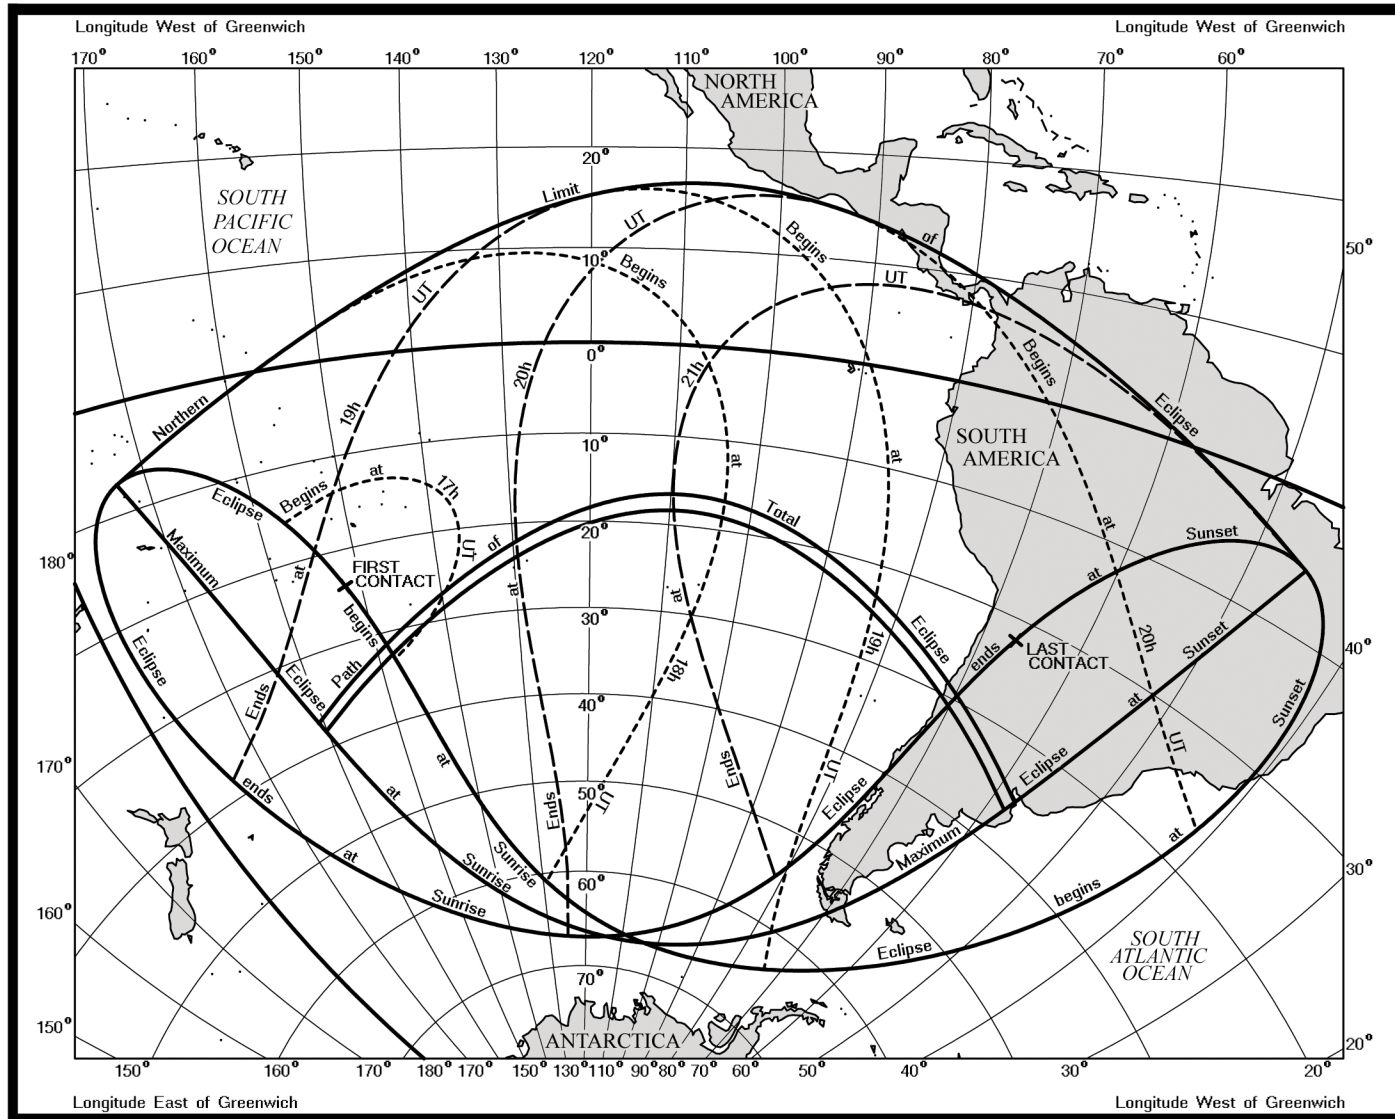 Longitude West of Greenwich
Longitude West of Greenwich
170° 160° 150° 140° 130° 120° 110° 100° 90° 80° 70° 60°
NORTH
AMERICA
20°
SOUTH
PACIFIC
OCEAN
Limit
UT
Begins
of
50°
10°
Begins
UT
UT
0°
20h
21h
Begins
Northern
19h
Eclipse
10°
SOUTH
AMERICA
at
at
at
17h
Eclipse
Begins
Total
20°
at
Sunset
Maximum
of
UT
180°
FIRST
CONTACT
at
at
at
at
begins
30°
Eclipse
19h
20h
ends
LAST
CONTACT
Sunset
40°
Eclipse
Path
Eclipse
18h
Ends
40°
at
Sunset
170°
at
Ends
UT
Eclipse
UT
ends
at
50°
UT
Eclipse
Ends
at
at
Sunrise
Sunrise
Maximum
30°
60°
160°
Sunrise
begins
Eclipse
SOUTH
ATLANTIC
OCEAN
70°
150°
ANTARCTICA
20°
150° 160° 170° 180° 170° 150° 130° 110° 90° 80° 70° 60° 50° 40° 30° 20°
Longitude East of Greenwich
Longitude West of Greenwich